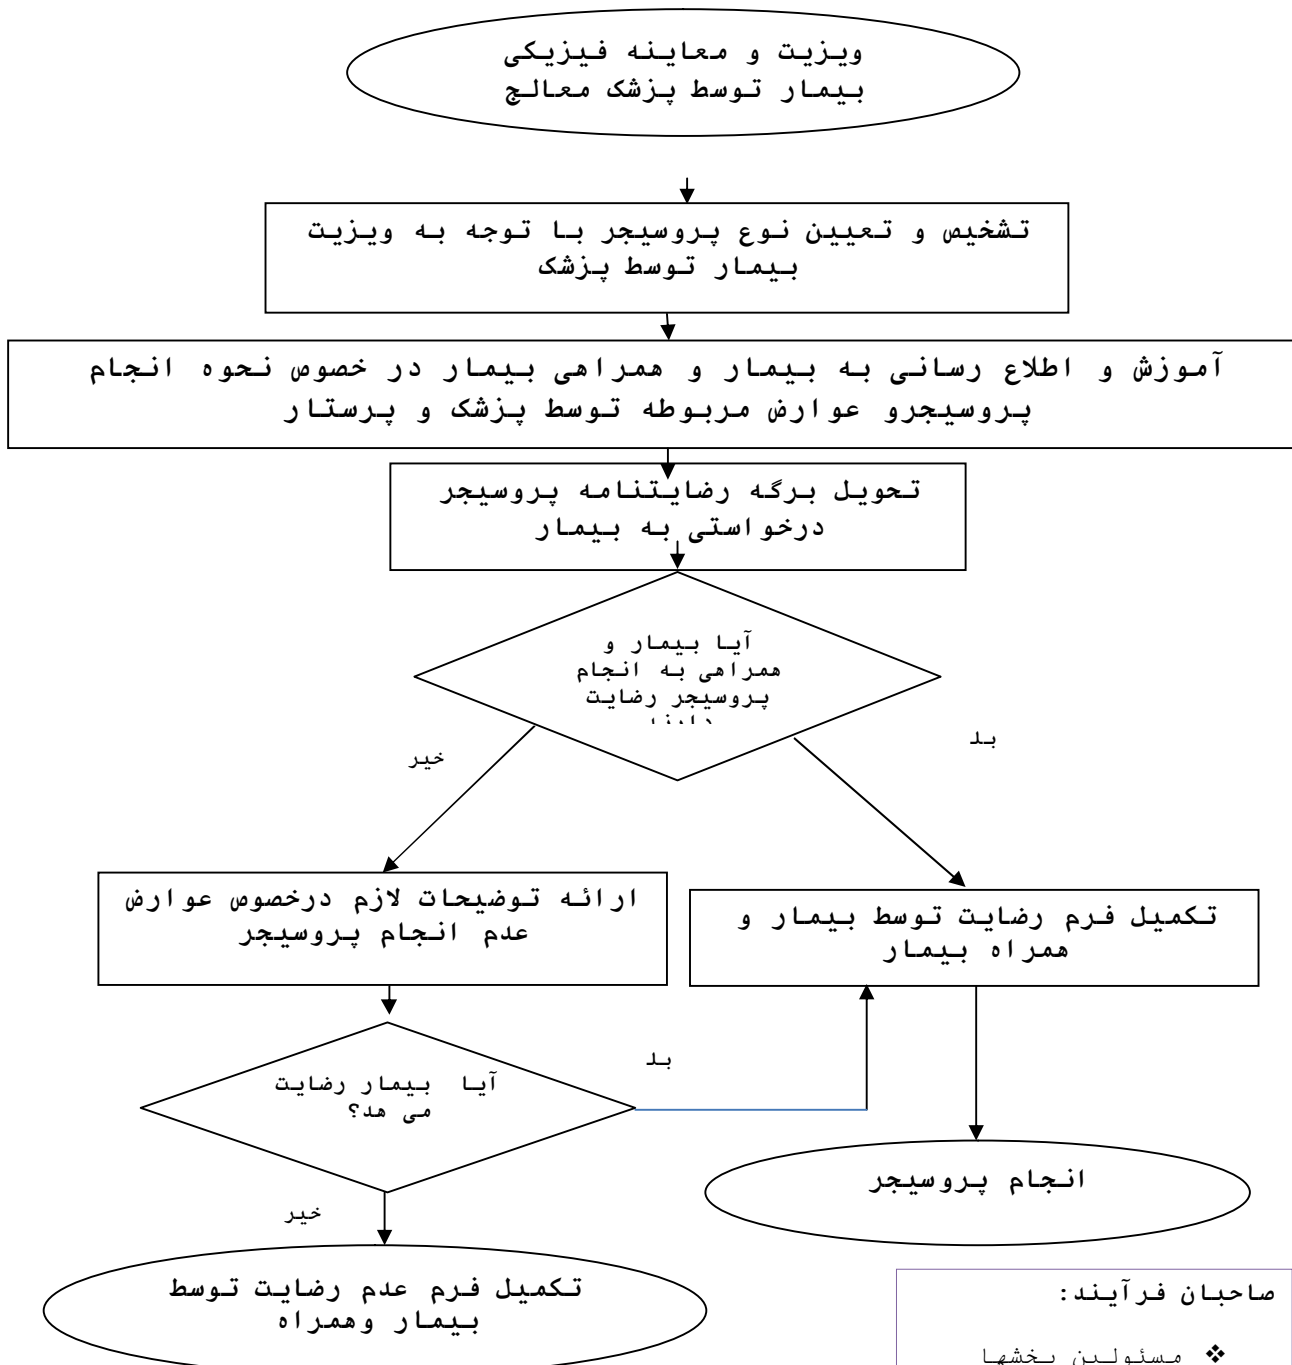 ویزیت و معاینه فیزیکی
بیمار توسط پزشک معالج
تشخیص و تعیین نوع پروسیجر با توجه به ویزیت
بیمار توسط پزشک
آموزش و اطلاع رسانی به بیمار و همراهی بیمار در خصوص نحوه انجام
پروسیجرو عوارض مربوطه توسط پزشک و پرستار
تحویل برگه رضایتنامه پروسیجر
درخواستی به بیمار
آیا بیمار و
همراهی به انجام
پروسیجر رضایت
خیر
بل
ارائه توضیحات لازم درخصوص عوارض
عدم انجام پروسیجر
تکمیل فرم رضایت توسط بیمار و
همراه بیمار
آیا بیمار رضایت
می هد؟
بل
خیر
انجام پروسیجر
تکمیل فرم عدم رضایت توسط
بیمار وهمراه
صاحبان فرآیند:
❖ مسئولین بخشها